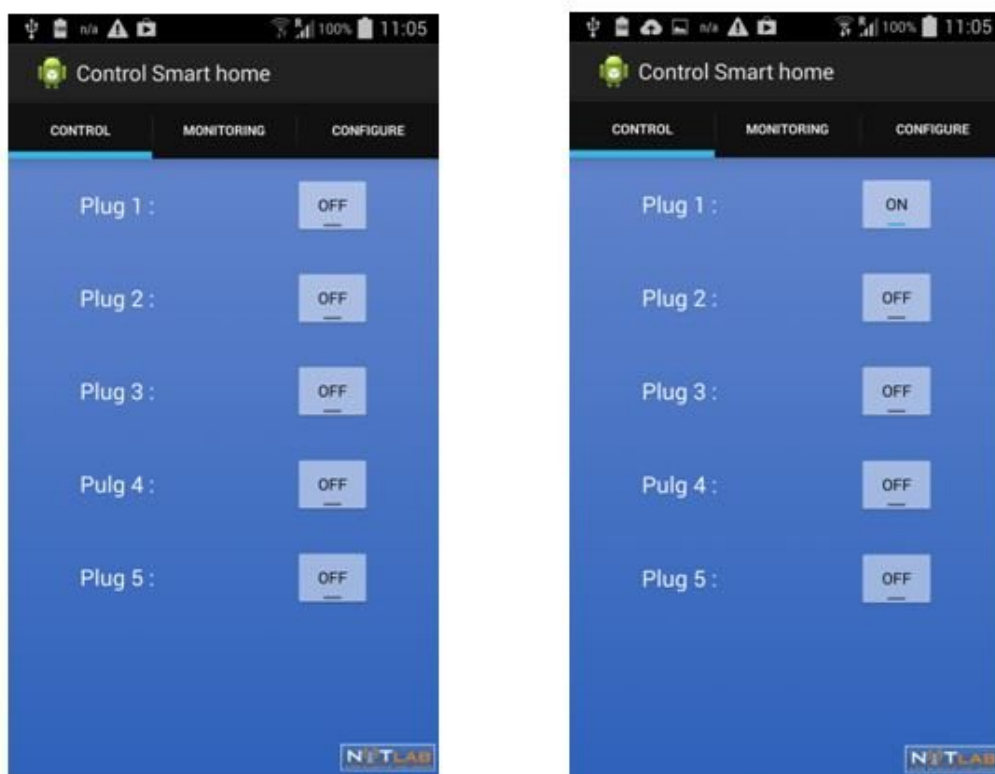 n/a 100% 11:05
Control Smart home
CONTROL MONITORING CONFIGURE
Plug 1 : OFF
Plug 2 : OFF
Plug 3 : OFF
Pulg 4 : OFF
Plug 5 : OFF
n/a 100% 11:05
Control Smart home
CONTROL MONITORING CONFIGURE
Plug 1 : ON
Plug 2 : OFF
Plug 3 : OFF
Pulg 4 : OFF
Plug 5 : OFF